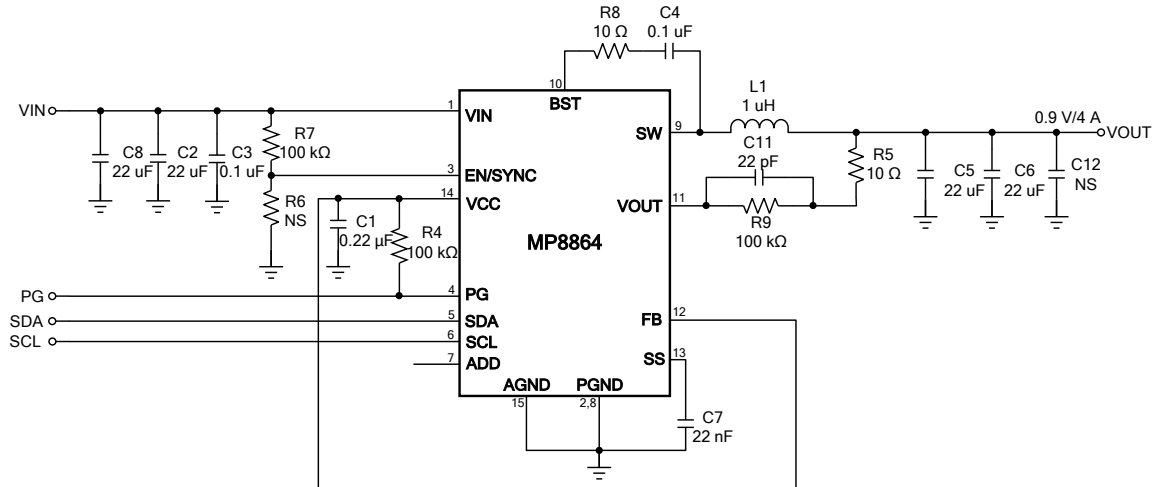 R8
10 Ω
C4
0.1 uF
10
BST
L1
1 uH
VIN
1
VIN
SW
9
0.9 V/4 A
VOUT
R7
100 kΩ
C8
22 uF
C2
22 uF
C3
0.1 uF
C11
22 pF
R5
10 Ω
C5
22 uF
C6
22 uF
C12
NS
3
EN/SYNC
R6
NS
14
VCC
VOUT
11
R9
100 kΩ
C1
0.22 µF
R4
100 kΩ
MP8864
PG
4
PG
SDA
5
SDA
SCL
6
SCL
7
ADD
FB
12
SS
13
AGND
PGND
15
2,8
C7
22 nF